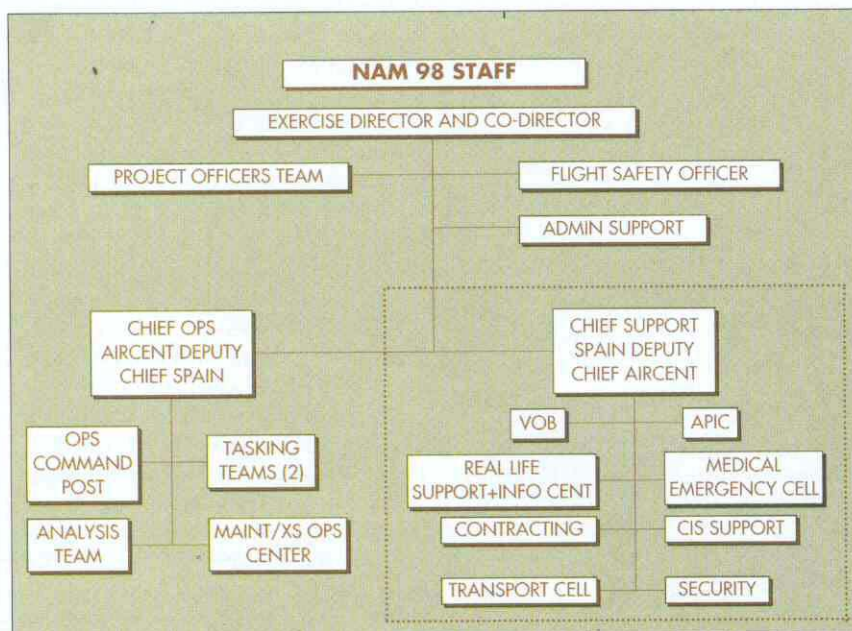 NAM 98 STAFF
EXERCISE DIRECTOR AND CO-DIRECTOR
PROJECT OFFICERS TEAM
FLIGHT SAFETY OFFICER
ADMIN SUPPORT
CHIEF OPS
AIRCENT DEPUTY
CHIEF SPAIN
CHIEF SUPPORT
SPAIN DEPUTY
CHIEF AIRCENT
OPS
COMMAND
POST
TASKING
TEAMS (2)
ANALYSIS
TEAM
MAINT/XS OPS
CENTER
VOB
APIC
REAL LIFE
SUPPORT+INFO CENT
MEDICAL
EMERGENCY CELL
CONTRACTING
CIS SUPPORT
TRANSPORT CELL
SECURITY